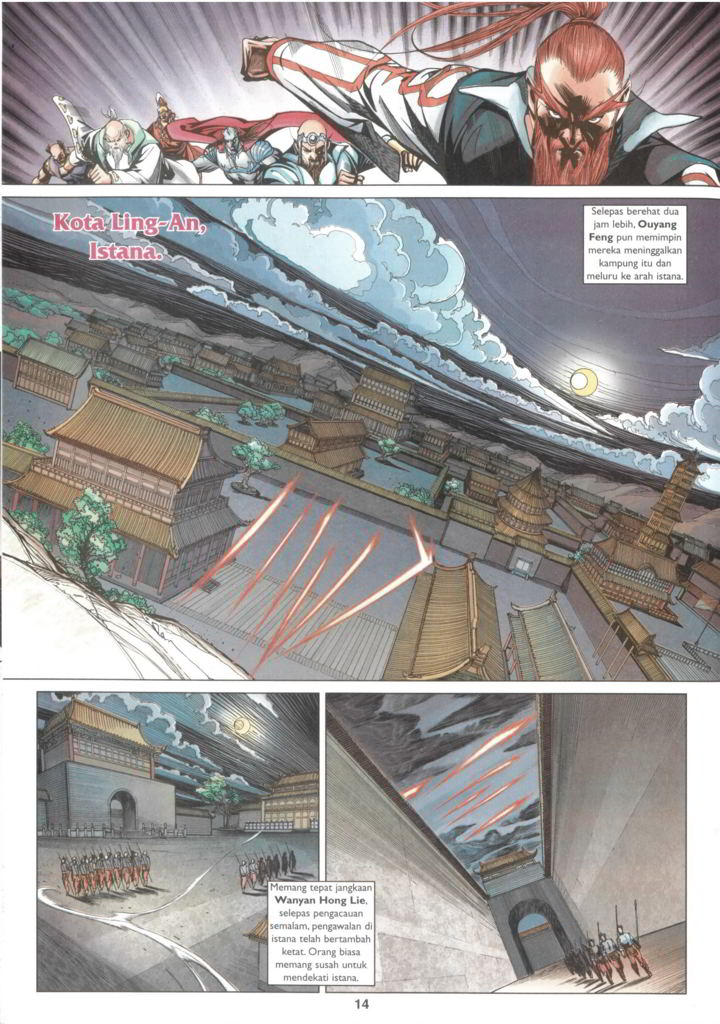 Kota Ling-An,
Istana.
Selepas berehat dua
jam lebih, Ouyang
Feng pun memimpin
mereka meninggalkan
kampung itu dan
meluru ke arah istana.
Memang tepat jangkaan
Wanyan Hong Lie,
selepas pengacauan
semalam, pengawalan di
istana telah bertambah
ketat. Orang biasa
memang susah untuk
mendekati istana.
14